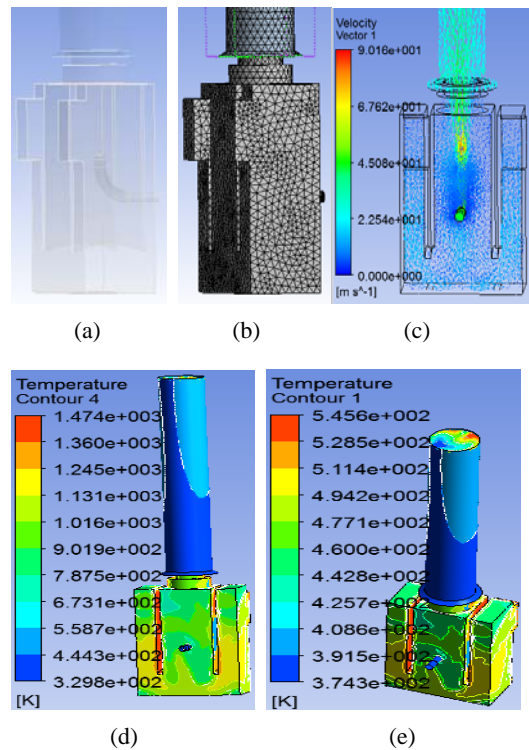 Velocity
Vector 1
9.016e+001
6.762e+001
4.508e+001
2.254e+001
0.000e+000
[m s^-1]
(a)
(b)
(c)
Temperature
Contour 4
1.474e+003
1.360e+003
1.245e+003
1.131e+003
1.016e+003
9.019e+002
7.875e+002
6.731e+002
5.587e+002
4.443e+002
3.298e+002
[K]
Temperature
Contour 1
5.456e+002
5.285e+002
5.114e+002
4.942e+002
4.771e+002
4.600e+002
4.428e+002
4.257e+002
4.086e+002
3.915e+002
3.743e+002
[K]
(d)
(e)